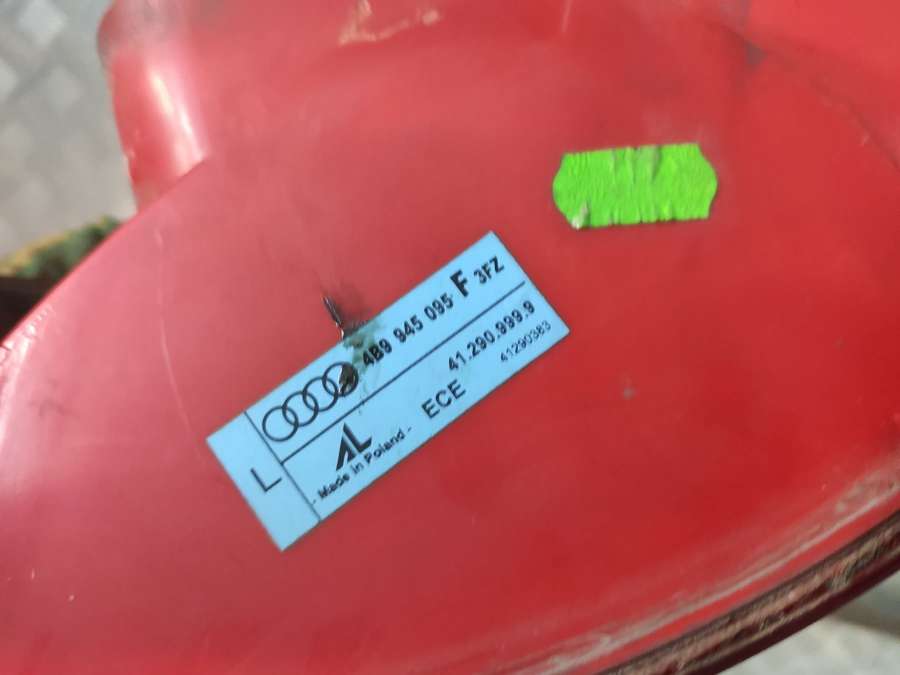 L
4B9 945 095 F 3FZ
41.290.999.9
AL ECE 41290383
- Made in Poland -